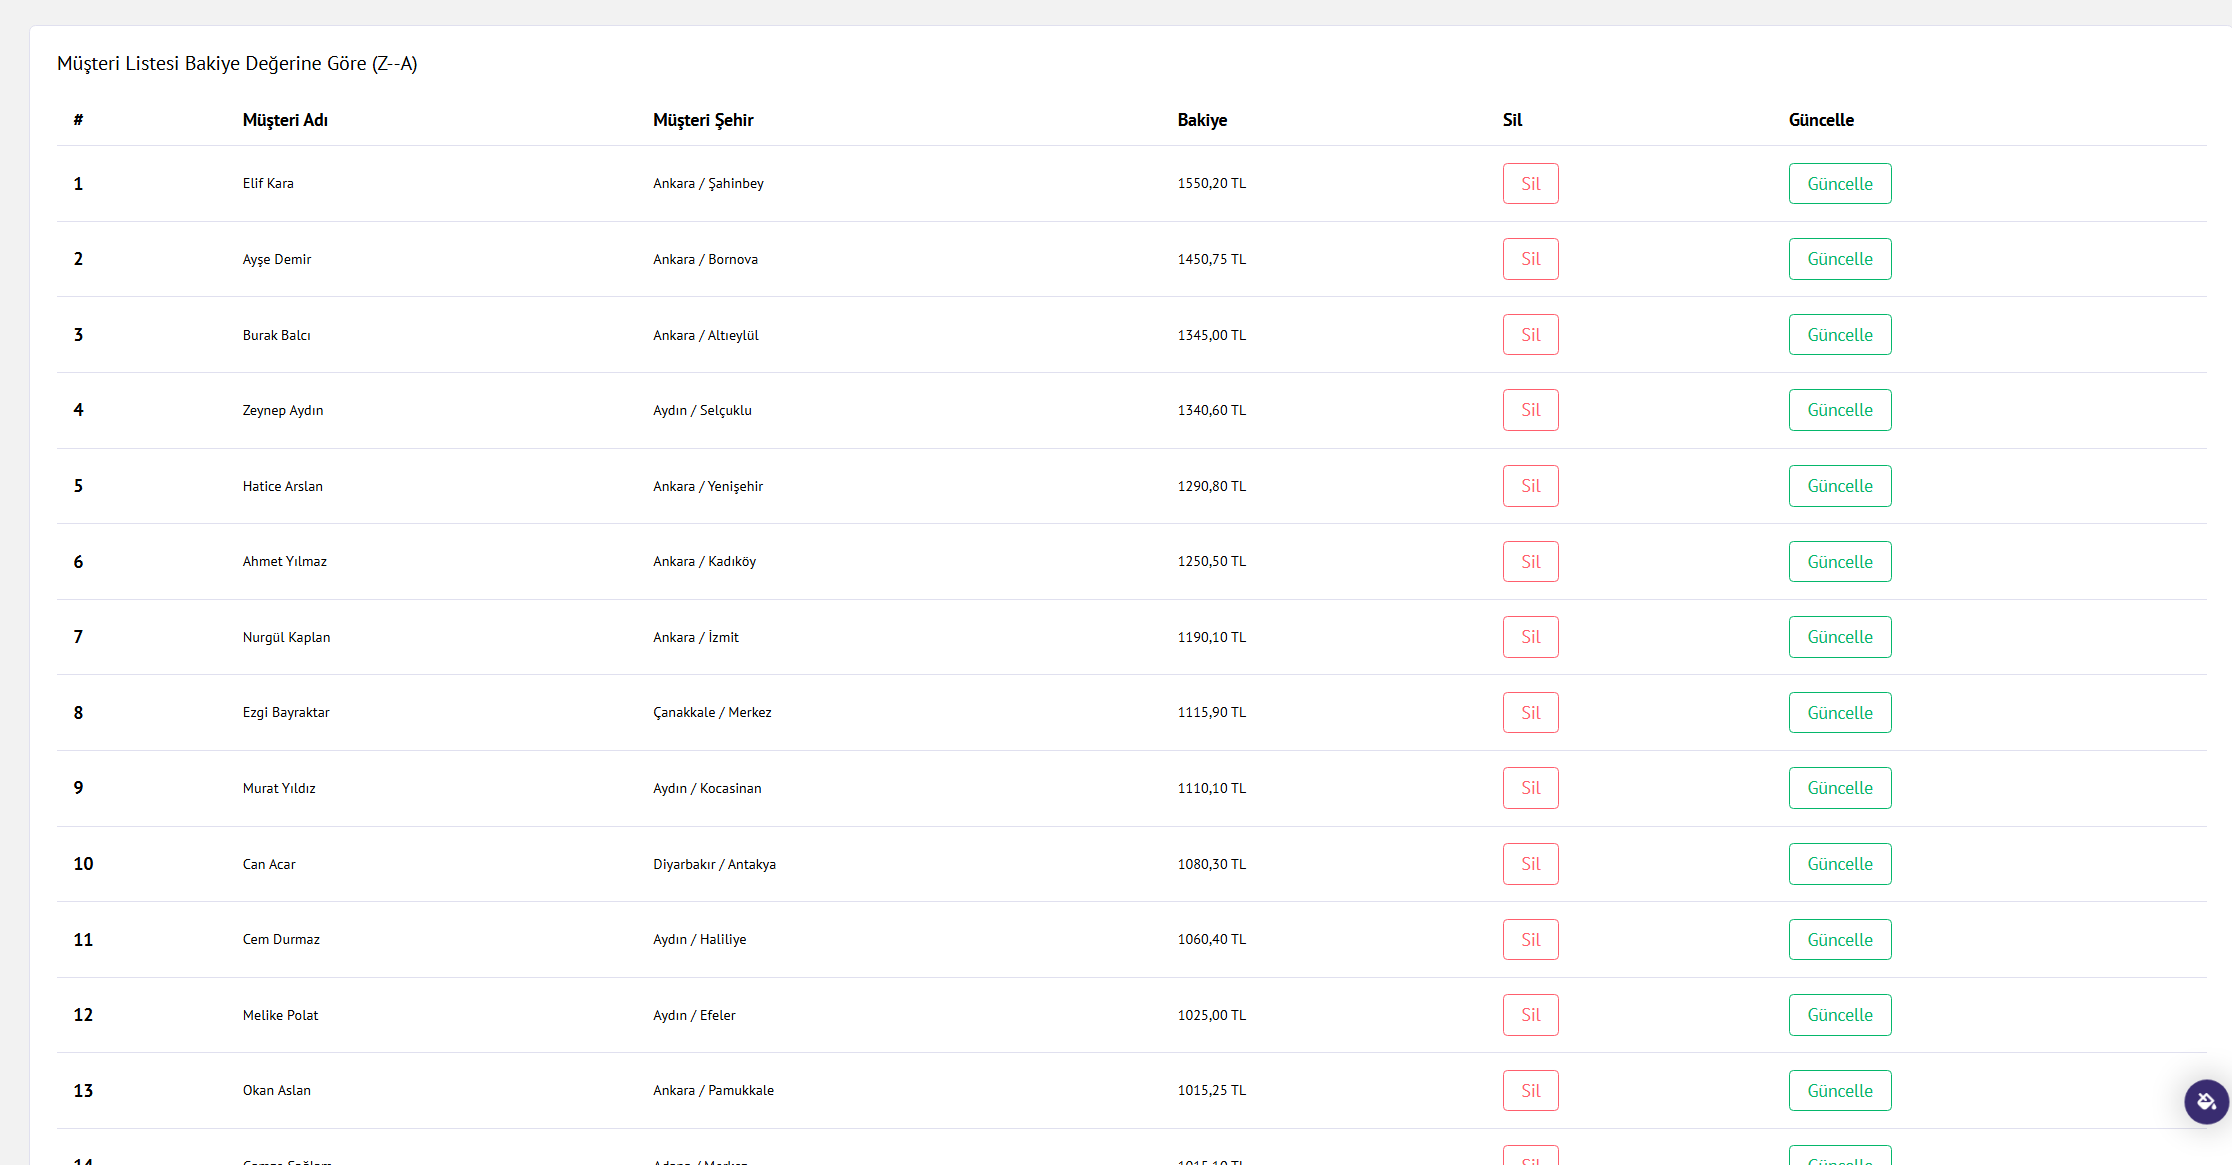 Müşteri Listesi Bakiye Değerine Göre (Z--A)
# Müşteri Adı Müşteri Şehir Bakiye Sil Güncelle
1 Elif Kara Ankara / Şahinbey 1550,20 TL Sil Güncelle
2 Ayşe Demir Ankara / Bornova 1450,75 TL Sil Güncelle
3 Burak Balcı Ankara / Altıeylül 1345,00 TL Sil Güncelle
4 Zeynep Aydın Aydın / Selçuklu 1340,60 TL Sil Güncelle
5 Hatice Arslan Ankara / Yenişehir 1290,80 TL Sil Güncelle
6 Ahmet Yılmaz Ankara / Kadıköy 1250,50 TL Sil Güncelle
7 Nurgül Kaplan Ankara / İzmit 1190,10 TL Sil Güncelle
8 Ezgi Bayraktar Çanakkale / Merkez 1115,90 TL Sil Güncelle
9 Murat Yıldız Aydın / Kocasinan 1110,10 TL Sil Güncelle
10 Can Acar Diyarbakır / Antakya 1080,30 TL Sil Güncelle
11 Cem Durmaz Aydın / Haliliye 1060,40 TL Sil Güncelle
12 Melike Polat Aydın / Efeler 1025,00 TL Sil Güncelle
13 Okan Aslan Ankara / Pamukkale 1015,25 TL Sil Güncelle
14 Sil Güncelle